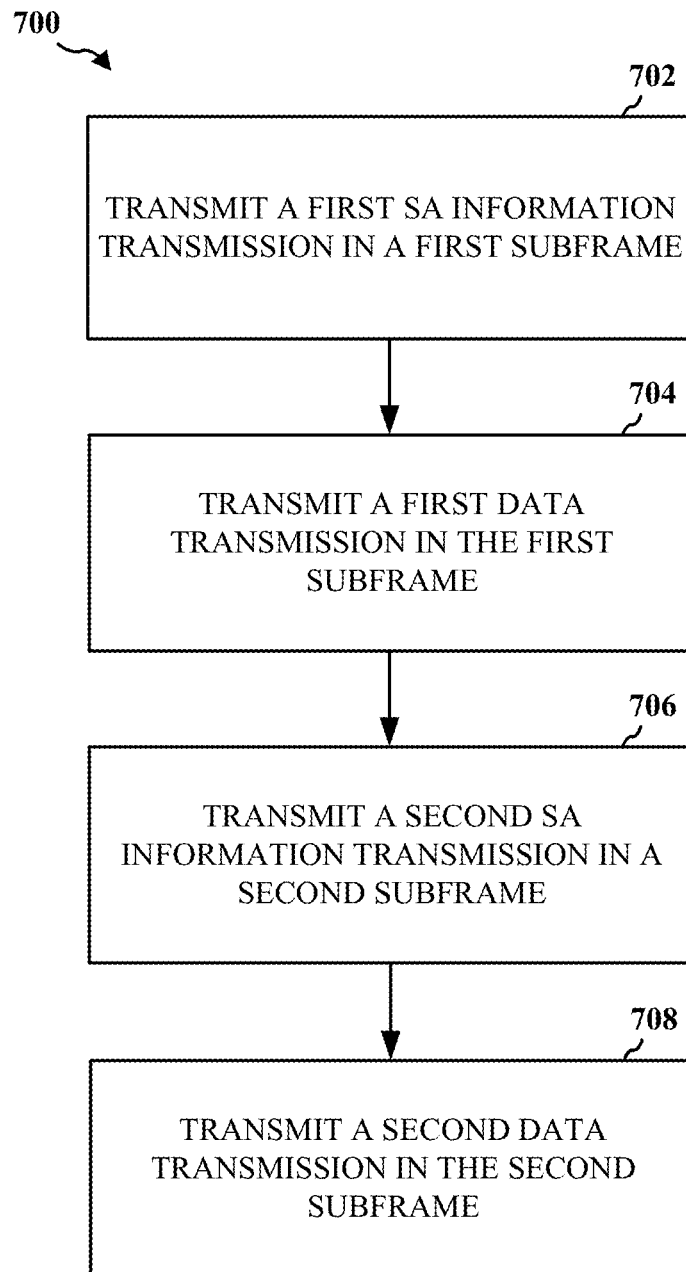 700
702
TRANSMIT A FIRST SA INFORMATION
TRANSMISSION IN A FIRST SUBFRAME
704
TRANSMIT A FIRST DATA
TRANSMISSION IN THE FIRST
SUBFRAME
706
TRANSMIT A SECOND SA
INFORMATION TRANSMISSION IN A
SECOND SUBFRAME
708
TRANSMIT A SECOND DATA
TRANSMISSION IN THE SECOND
SUBFRAME